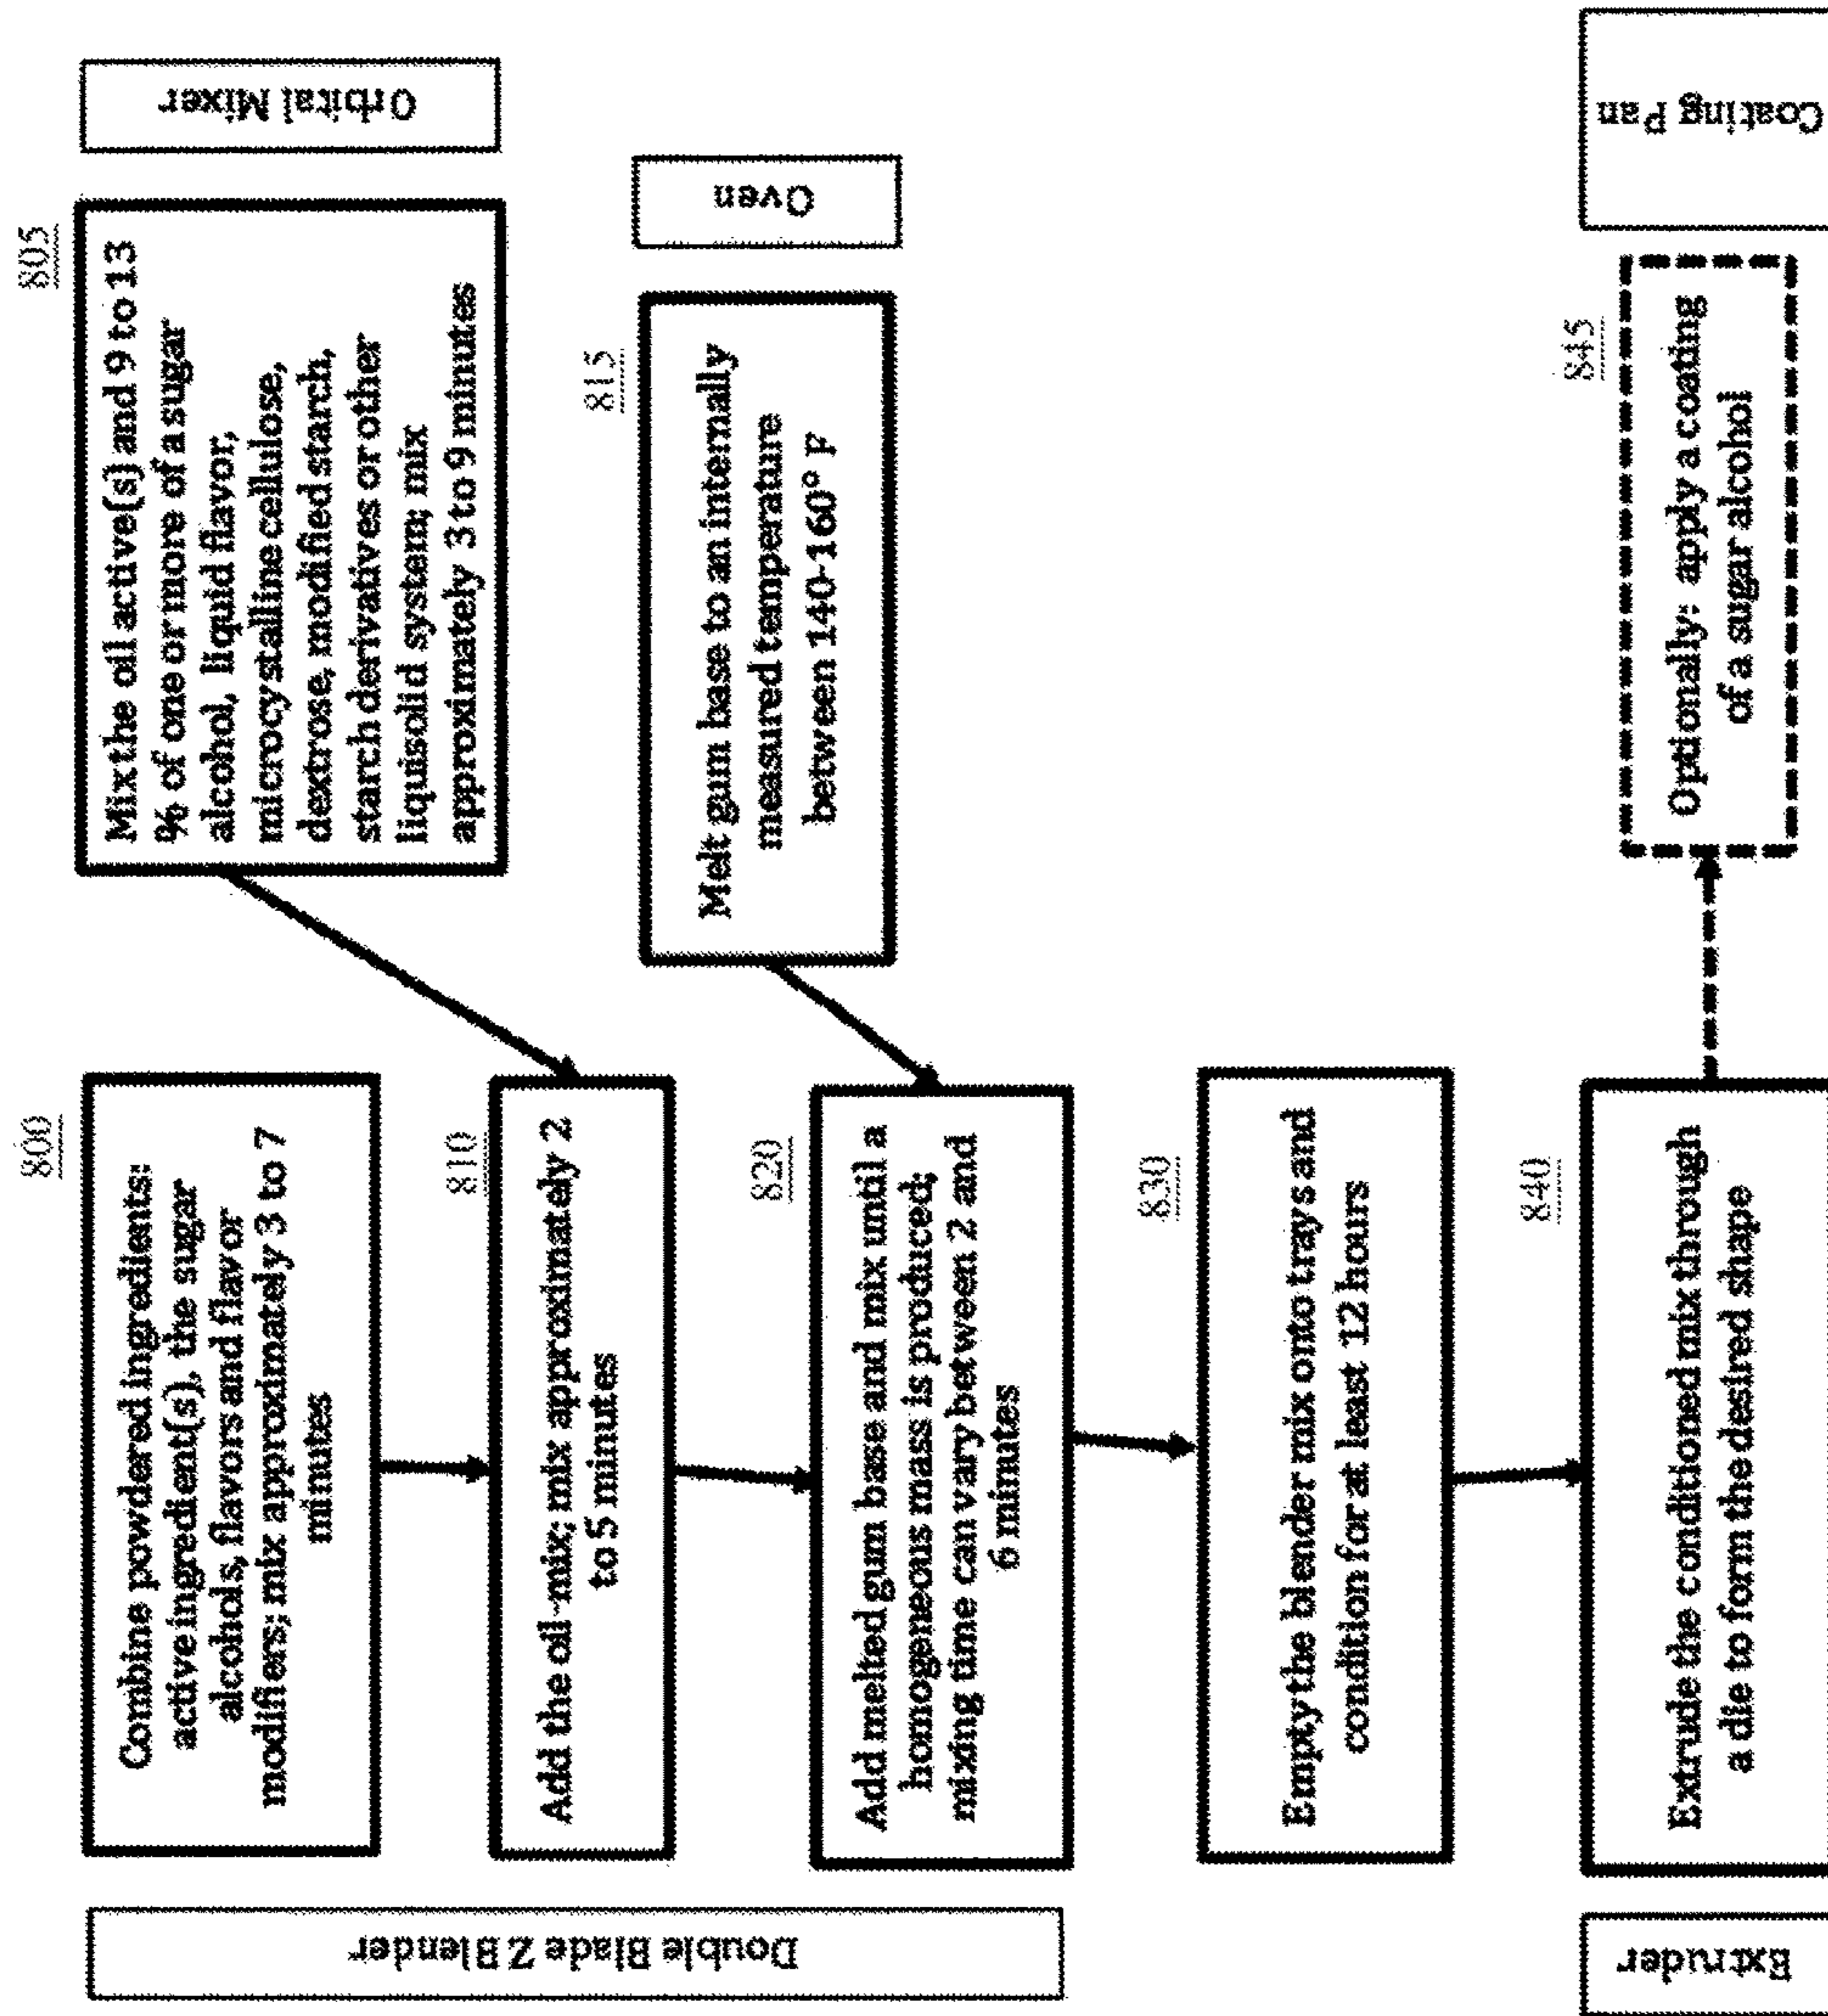 800
Combine powdered ingredients:
active ingredient(s), the sugar
alcohols, flavors and flavor
modifiers; mix approximately 3 to 7
minutes
805
Mix the oil active(s) and 9 to 13
% of one or more of a sugar
alcohol, liquid flavor,
microcrystalline cellulose,
dextrose, modified starch,
starch derivatives or other
liquisolid system; mix
approximately 3 to 9 minutes
Orbital Mixer
810
Add the oil-mix; mix approximately 2
to 5 minutes
815
Melt gum base to an internally
measured temperature
between 140-160° F
Oven
820
Add melted gum base and mix until a
homogeneous mass is produced;
mixing time can vary between 2 and
6 minutes
Double Blade Z Blender
830
Empty the blender mix onto trays and
condition for at least 12 hours
840
Extrude the conditioned mix through
a die to form the desired shape
Extruder
845
Optionally: apply a coating
of a sugar alcohol
Coating Pan